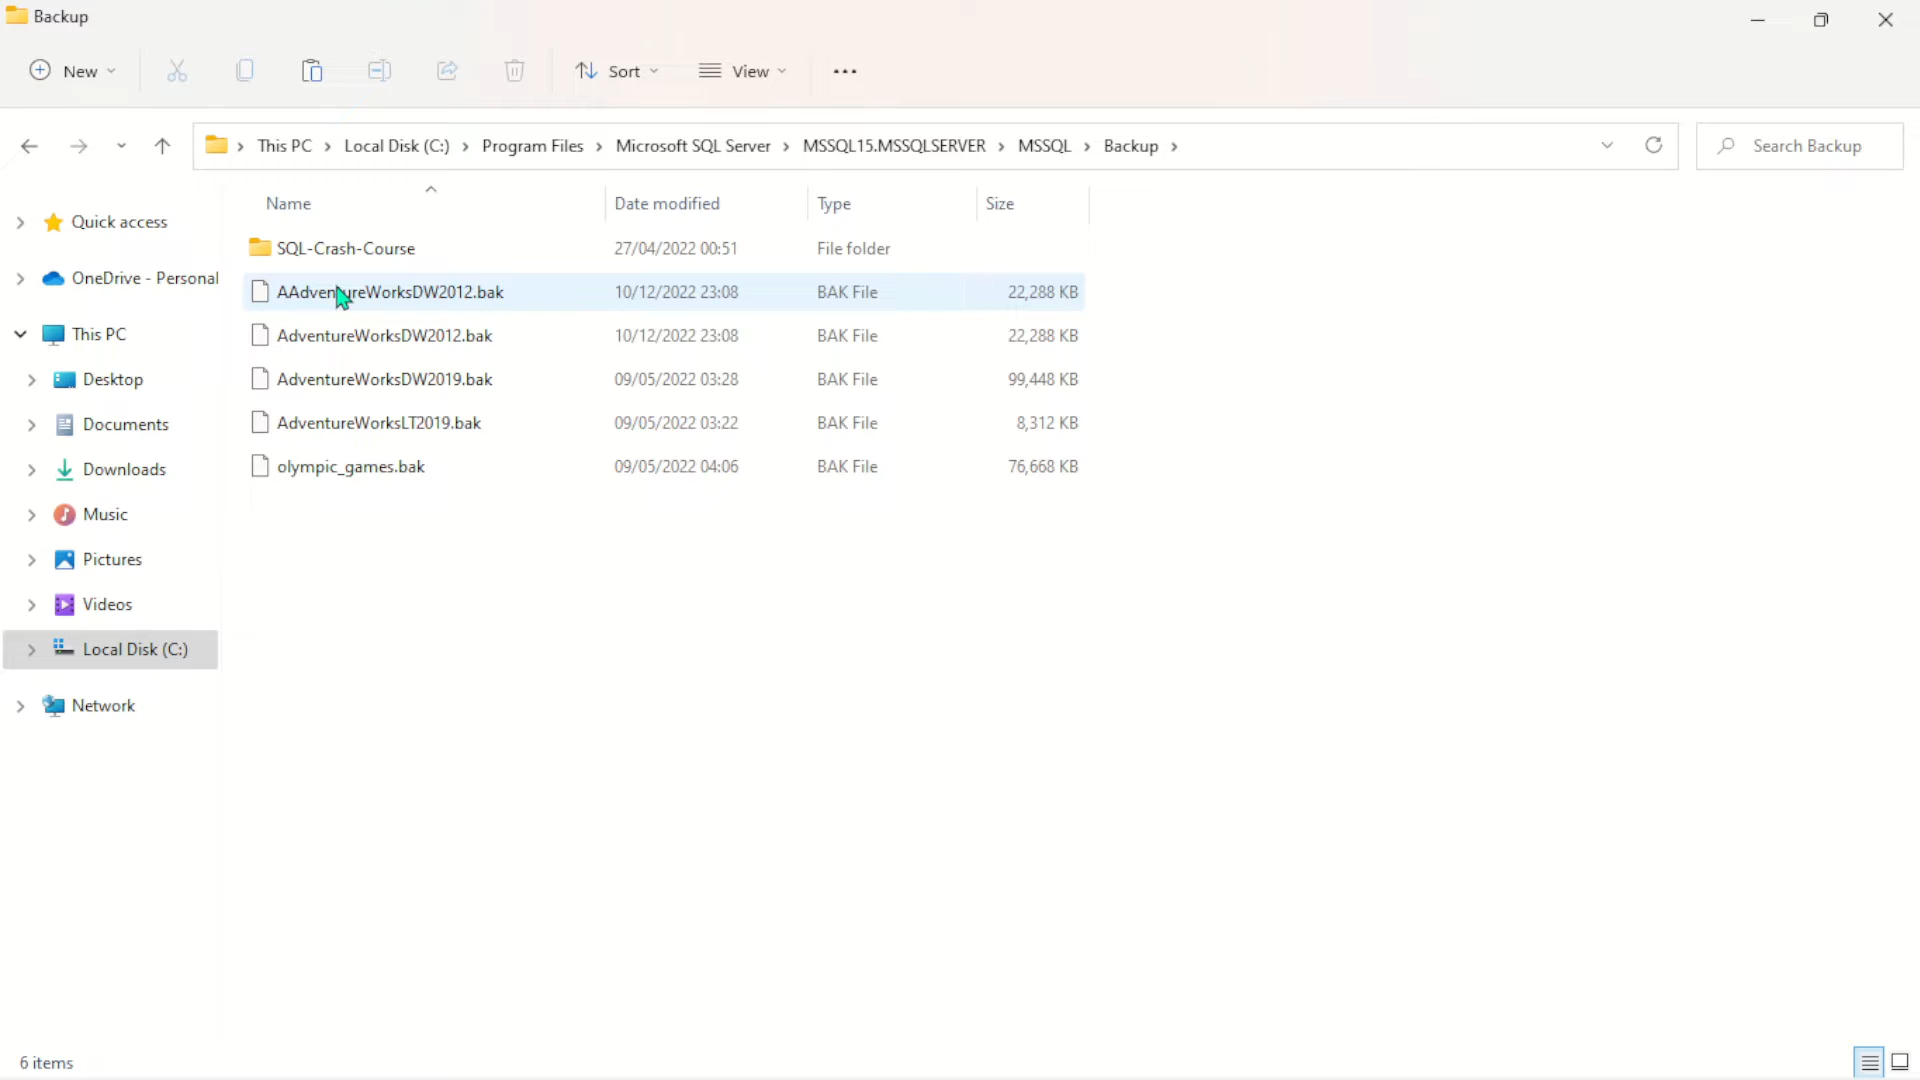 Backup
New
Sort
View
This PC
Local Disk (C:)
Program Files
Microsoft SQL Server
MSSQL15.MSSQLSERVER
MSSQL
Backup
Search Backup
Name Date modified Type Size
Quick access
OneDrive - Personal
This PC
Desktop
Documents
Downloads
Music
Pictures
Videos
Local Disk (C:)
Network
SQL-Crash-Course 27/04/2022 00:51 File folder
AAdventureWorksDW2012.bak 10/12/2022 23:08 BAK File 22,288 KB
AdventureWorksDW2012.bak 10/12/2022 23:08 BAK File 22,288 KB
AdventureWorksDW2019.bak 09/05/2022 03:28 BAK File 99,448 KB
AdventureWorksLT2019.bak 09/05/2022 03:22 BAK File 8,312 KB
olympic_games.bak 09/05/2022 04:06 BAK File 76,668 KB
6 items